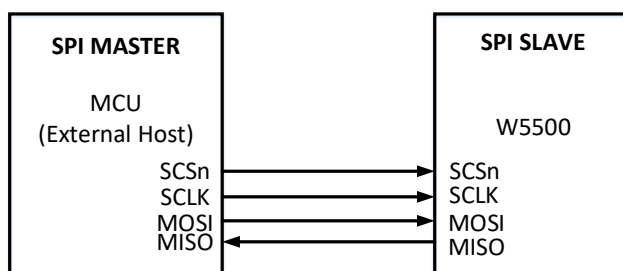 SPI MASTER
MCU
(External Host)
SCSn
SCLK
MOSI
MISO
SPI SLAVE
W5500
SCSn
SCLK
MOSI
MISO